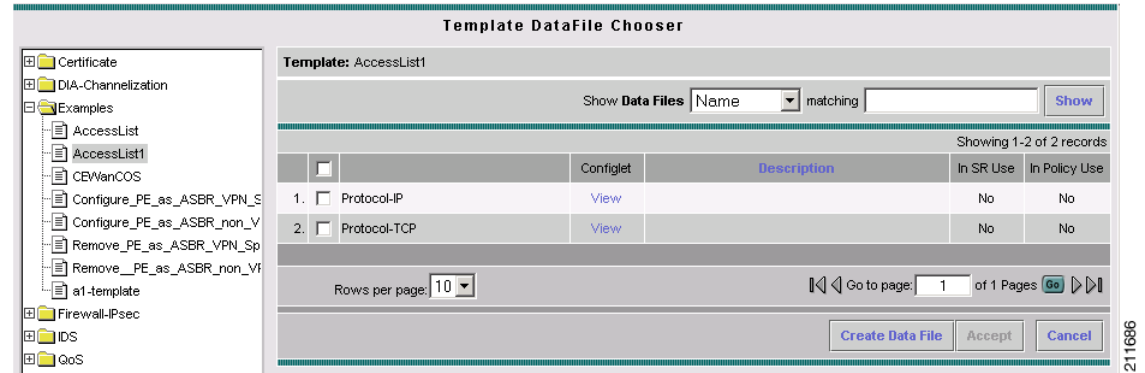 Template DataFile Chooser
Certificate
DIA-Channelization
Examples
AccessList
AccessList1
CEWanCOS
Configure_PE_as_ASBR_VPN_S
Configure_PE_as_ASBR_non_V
Remove_PE_as_ASBR_VPN_Sp
Remove__PE_as_ASBR_non_VF
a1-template
Firewall-IPsec
IDS
QoS
Template: AccessList1
Show Data Files Name matching Show
Showing 1-2 of 2 records
Configlet Description In SR Use In Policy Use
1. Protocol-IP View No No
2. Protocol-TCP View No No
Rows per page: 10 Go to page: 1 of 1 Pages Go
Create Data File Accept Cancel
211686